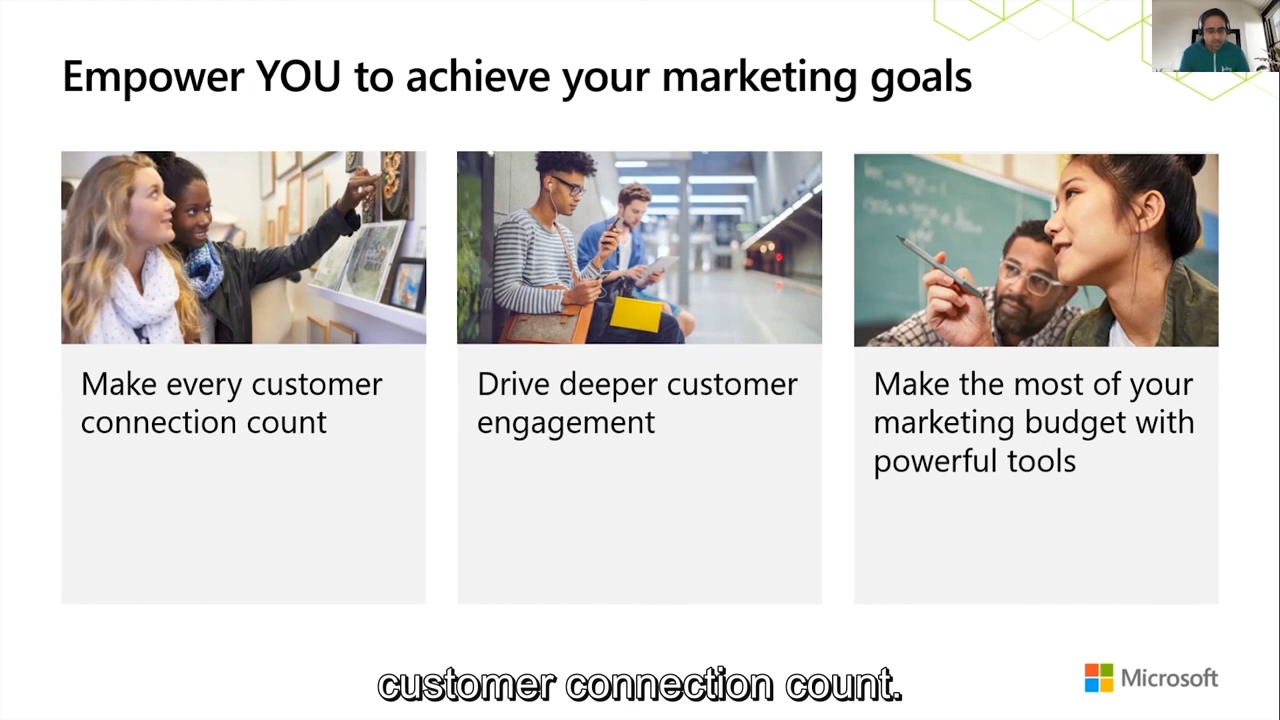 Empower YOU to achieve your marketing goals
Make every customer
connection count
Drive deeper customer
engagement
Make the most of your
marketing budget with
powerful tools
customer connection count.
Microsoft